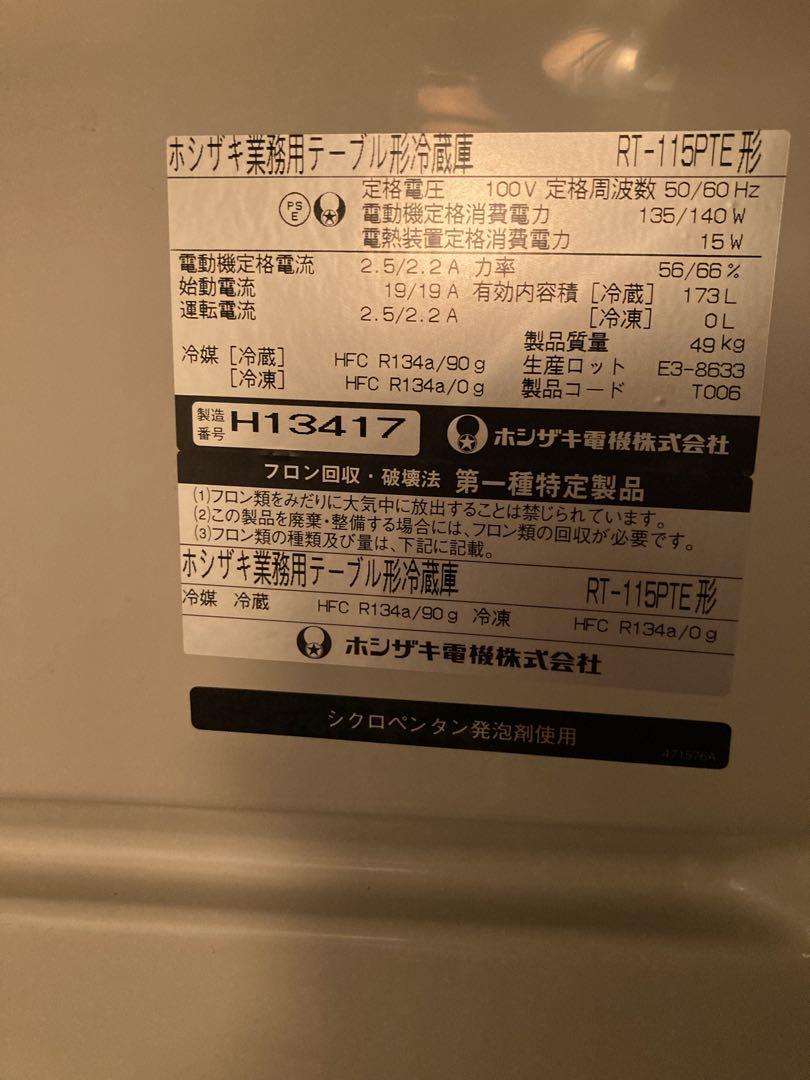 ホシザキ業務用テーブル形冷蔵庫 RT-115PTE形
PS E 定格電圧 100V 定格周波数 50/60Hz
電動機定格消費電力 135/140W
電熱装置定格消費電力 15W
電動機定格電流 2.5/2.2A 力率 56/66%
始動電流 19/19A 有効内容積 [冷蔵] 173L
運転電流 2.5/2.2A [冷凍] 0L
製品質量 49kg
冷媒 [冷蔵] HFC R134a/90g 生産ロット E3-8633
[冷凍] HFC R134a/0g 製品コード T006
製造番号 H13417 ホシザキ電機株式会社
フロン回収・破壊法 第一種特定製品
(1)フロン類をみだりに大気中に放出することは禁じられています。
(2)この製品を廃棄・整備する場合には、フロン類の回収が必要です。
(3)フロン類の種類及び量は、下記に記載。
ホシザキ業務用テーブル形冷蔵庫 RT-115PTE形
冷媒 冷蔵 HFC R134a/90g 冷凍 HFC R134a/0g
ホシザキ電機株式会社
シクロペンタン発泡剤使用
471576A